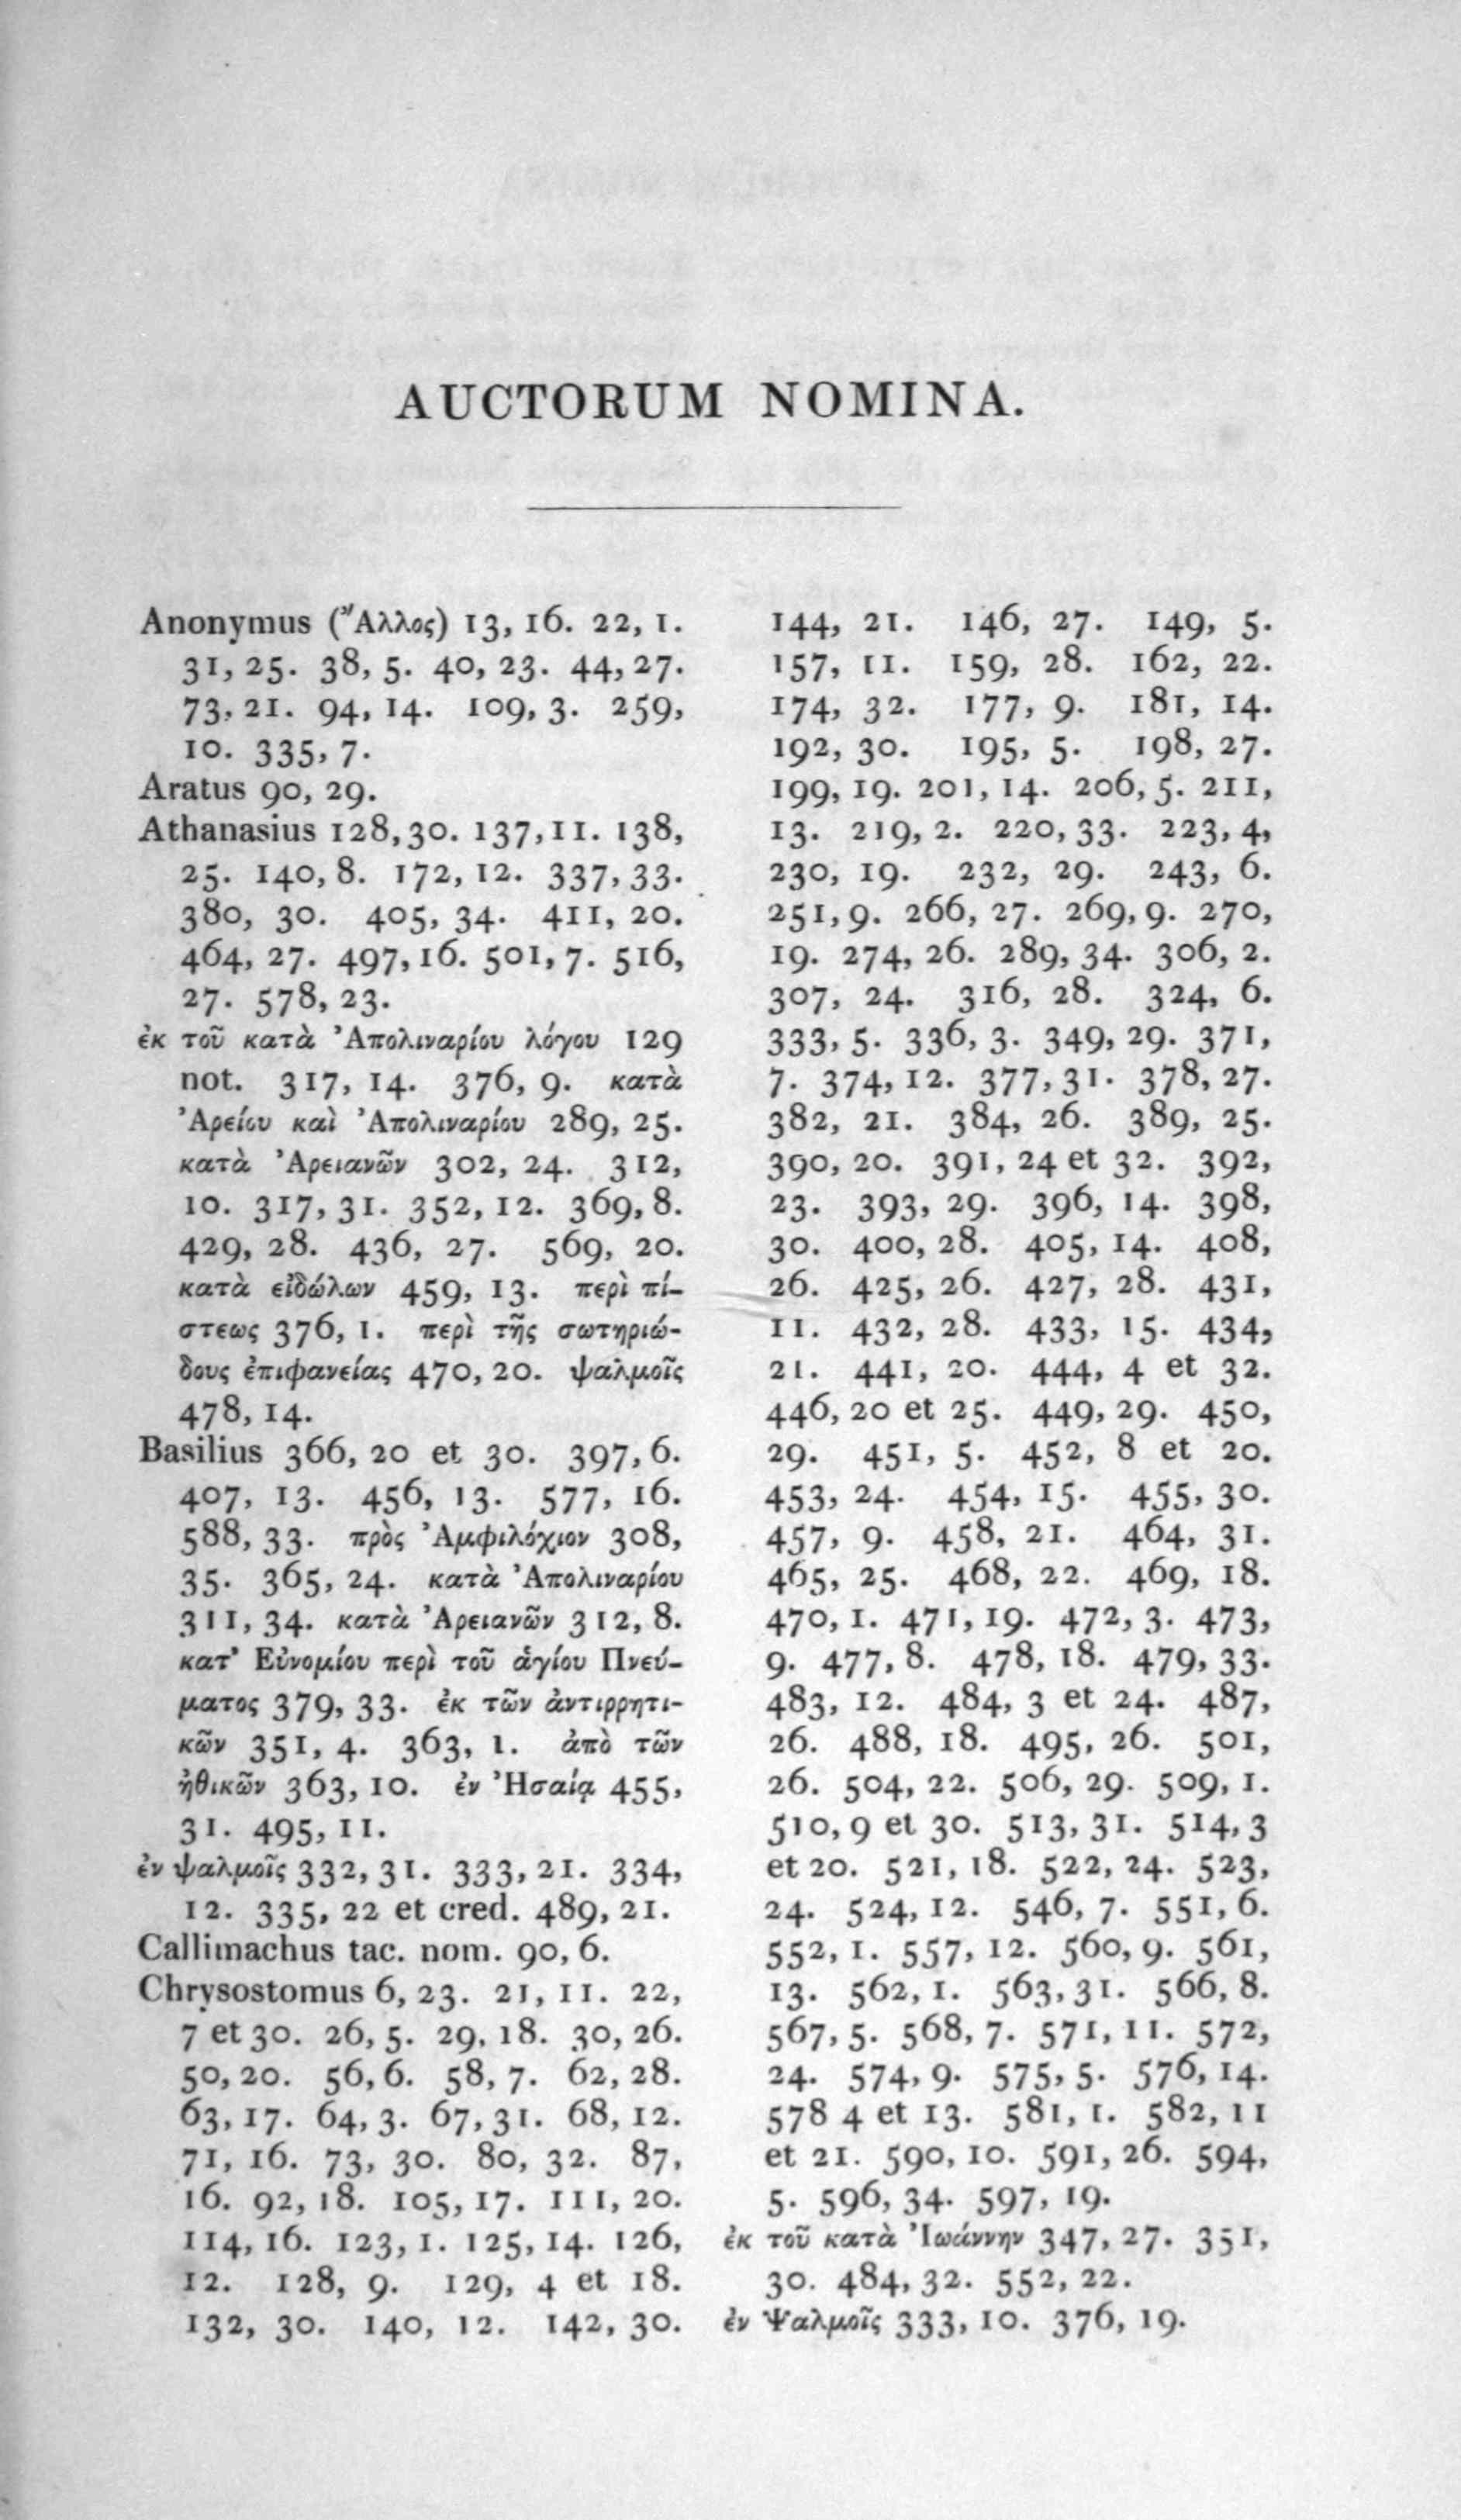 AUCTORUM NOMINA.
Anonymus (Ἄλλος) 13, 16. 22, 1.
31, 25. 38, 5. 40, 23. 44, 27.
73, 21. 94, 14. 109, 3. 259,
10. 335, 7.
Aratus 90, 29.
Athanasius 128, 30. 137, 11. 138,
25. 140, 8. 172, 12. 337, 33.
380, 30. 405, 34. 411, 20.
464, 27. 497, 16. 501, 7. 516,
27. 578, 23.
ἐκ τοῦ κατὰ Ἀπολιναρίου λόγου 129
not. 317, 14. 376, 9. κατὰ
Ἀρείου καὶ Ἀπολιναρίου 289, 25.
κατὰ Ἀρειανῶν 302, 24. 312,
10. 317, 31. 352, 12. 369, 8.
429, 28. 436, 27. 569, 20.
κατὰ εἰδώλων 459, 13. περὶ πί-
στεως 376, 1. περὶ τῆς σωτηριώ-
δους ἐπιφανείας 470, 20. ψαλμοῖς
478, 14.
Basilius 366, 20 et 30. 397, 6.
407, 13. 456, 13. 577, 16.
588, 33. πρὸς Ἀμφιλόχιον 308,
35. 365, 24. κατὰ Ἀπολιναρίου
311, 34. κατὰ Ἀρειανῶν 312, 8.
κατ’ Εὐνομίου περὶ τοῦ ἁγίου Πνεύ-
ματος 379, 33. ἐκ τῶν ἀντιρρητι-
κῶν 351, 4. 363, 1. ἀπὸ τῶν
ἠθικῶν 363, 10. ἐν Ἡσαίᾳ 455,
31. 495, 11.
ἐν ψαλμοῖς 332, 31. 333, 21. 334,
12. 335, 22 et cred. 489, 21.
Callimachus tac. nom. 90, 6.
Chrysostomus 6, 23. 21, 11. 22,
7 et 30. 26, 5. 29, 18. 30, 26.
50, 20. 56, 6. 58, 7. 62, 28.
63, 17. 64, 3. 67, 31. 68, 12.
71, 16. 73, 30. 80, 32. 87,
16. 92, 18. 105, 17. 111, 20.
114, 16. 123, 1. 125, 14. 126,
12. 128, 9. 129, 4 et 18.
132, 30. 140, 12. 142, 30.
144, 21. 146, 27. 149, 5.
157, 11. 159, 28. 162, 22.
174, 32. 177, 9. 181, 14.
192, 30. 195, 5. 198, 27.
199, 19. 201, 14. 206, 5. 211,
13. 219, 2. 220, 33. 223, 4,
230, 19. 232, 29. 243, 6.
251, 9. 266, 27. 269, 9. 270,
19. 274, 26. 289, 34. 306, 2.
307, 24. 316, 28. 324, 6.
333, 5. 336, 3. 349, 29. 371,
7. 374, 12. 377, 31. 378, 27.
382, 21. 384, 26. 389, 25.
390, 20. 391, 24 et 32. 392,
23. 393, 29. 396, 14. 398,
30. 400, 28. 405, 14. 408,
26. 425, 26. 427, 28. 431,
11. 432, 28. 433, 15. 434,
21. 441, 20. 444, 4 et 32.
446, 20 et 25. 449, 29. 450,
29. 451, 5. 452, 8 et 20.
453, 24. 454, 15. 455, 30.
457, 9. 458, 21. 464, 31.
465, 25. 468, 22. 469, 18.
470, 1. 471, 19. 472, 3. 473,
9. 477, 8. 478, 18. 479, 33.
483, 12. 484, 3 et 24. 487,
26. 488, 18. 495, 26. 501,
26. 504, 22. 506, 29. 509, 1.
510, 9 et 30. 513, 31. 514, 3
et 20. 521, 18. 522, 24. 523,
24. 524, 12. 546, 7. 551, 6.
552, 1. 557, 12. 560, 9. 561,
13. 562, 1. 563, 31. 566, 8.
567, 5. 568, 7. 571, 11. 572,
24. 574, 9. 575, 5. 576, 14.
578 4 et 13. 581, 1. 582, 11
et 21. 590, 10. 591, 26. 594,
5. 596, 34. 597, 19.
ἐκ τοῦ κατὰ Ἰωάννην 347, 27. 351,
30. 484, 32. 552, 22.
ἐν Ψαλμοῖς 333, 10. 376, 19.